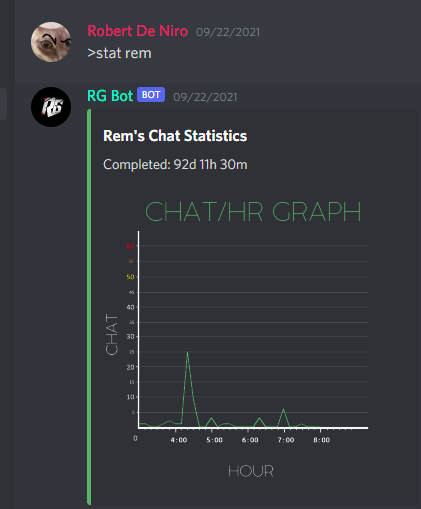 Robert De Niro 09/22/2021
>stat rem
RG
RG Bot BOT 09/22/2021
Rem's Chat Statistics
Completed: 92d 11h 30m
CHAT/HR GRAPH
CHAT
60
55
50
45
40
35
30
25
20
15
10
5
0
4:00 5:00 6:00 7:00 8:00
HOUR